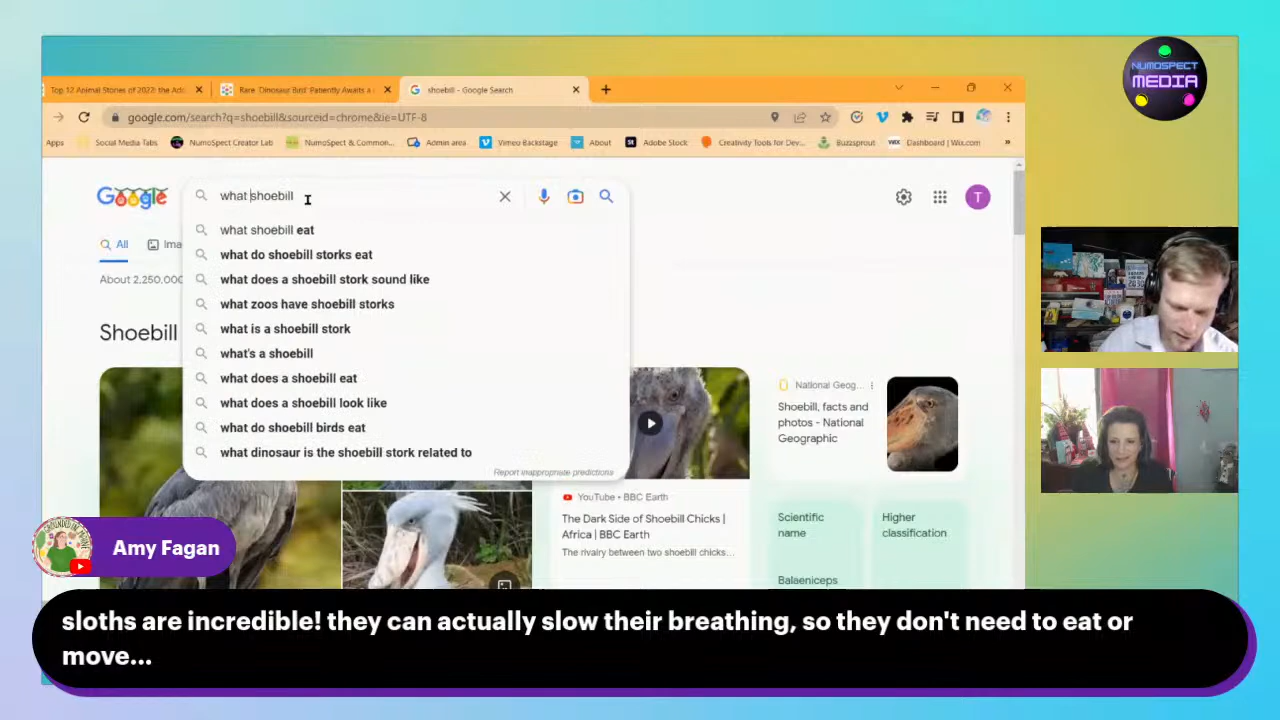 NUMOSPECT
MEDIA
Top 12 Animal Stories of 2022: the Ado
Rare 'Dinosaur Bird' Patiently Awaits a
shoebill - Google Search
google.com/search?q=shoebill&sourceid=chrome&ie=UTF-8
Apps
Social Media Tabs
NumoSpect Creator Lab
NumoSpect & Common...
Admin area
Vimeo Backstage
About
St
Adobe Stock
Creativity Tools for Dev...
Buzzsprout
WIX
Dashboard | Wix.com
»
Google
what shoebill
T
All
Ima
About 2,250,000
what shoebill eat
what do shoebill storks eat
what does a shoebill stork sound like
what zoos have shoebill storks
what is a shoebill stork
what's a shoebill
what does a shoebill eat
what does a shoebill look like
what do shoebill birds eat
what dinosaur is the shoebill stork related to
Report inappropriate predictions
Shoebill
National Geog...
Shoebill, facts and
photos - National
Geographic
YouTube • BBC Earth
The Dark Side of Shoebill Chicks |
Africa | BBC Earth
The rivalry between two shoebill chicks...
Scientific
name
Balaeniceps
Higher
classification
Amy Fagan
sloths are incredible! they can actually slow their breathing, so they don't need to eat or
move...